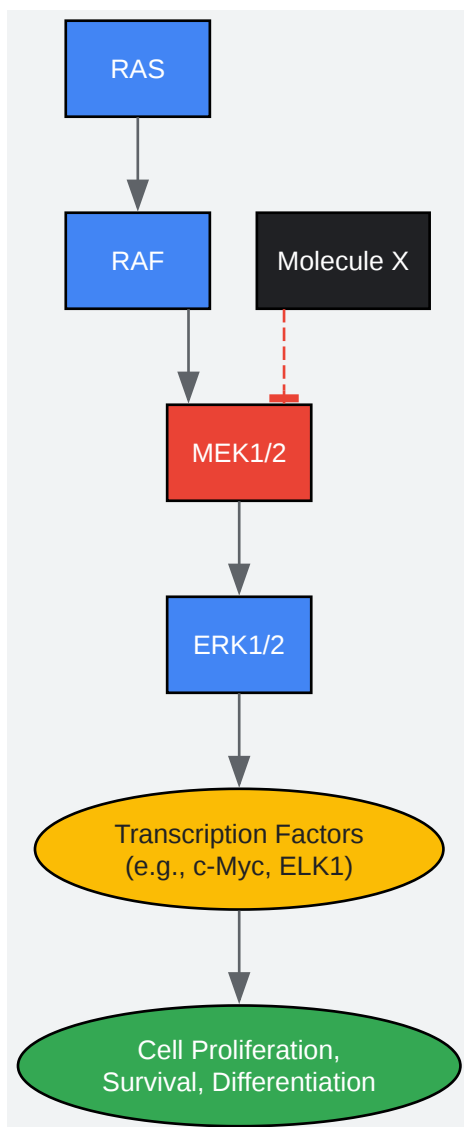 RAS
RAF
Molecule X
MEK1/2
ERK1/2
Transcription Factors
(e.g., c-Myc, ELK1)
Cell Proliferation,
Survival, Differentiation